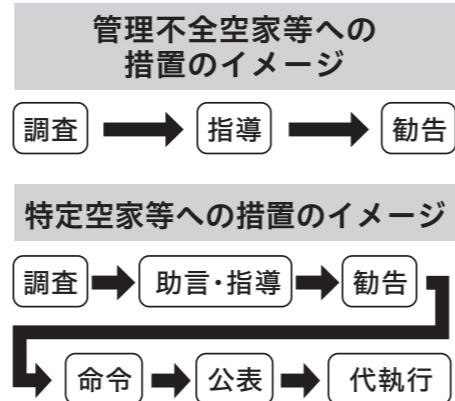 管理不全空家等への
措置のイメージ
調査 指導 勧告
特定空家等への措置のイメージ
調査 助言・指導 勧告
命令 公表 代執行